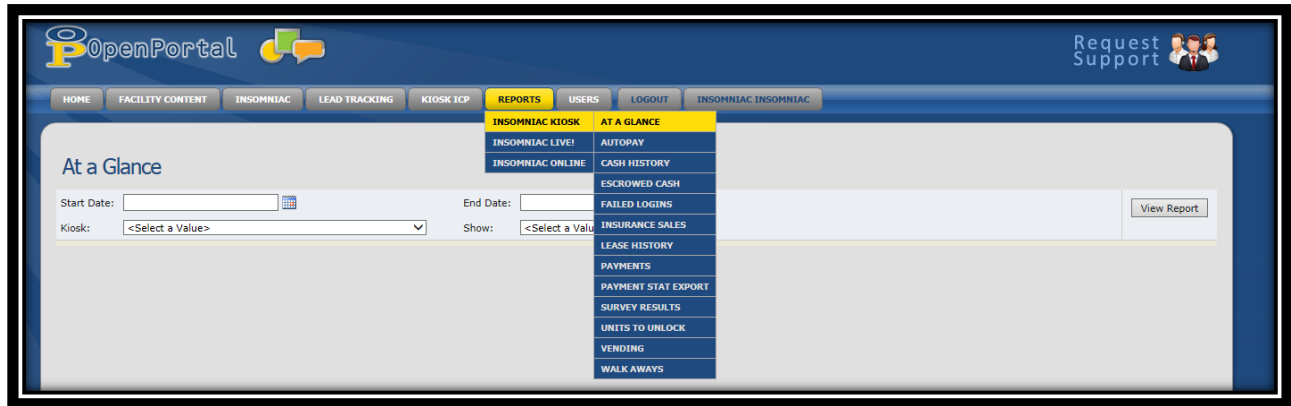 OpenPortal
Request
Support
HOME FACILITY CONTENT INSOMNIAC LEAD TRACKING KIOSK ICP REPORTS USERS LOGOUT INSOMNIAC INSOMNIAC
INSOMNIAC KIOSK AT A GLANCE
INSOMNIAC LIVE! AUTOPAY
INSOMNIAC ONLINE CASH HISTORY
ESCROWED CASH
FAILED LOGINS
INSURANCE SALES
LEASE HISTORY
PAYMENTS
PAYMENT STAT EXPORT
SURVEY RESULTS
UNITS TO UNLOCK
VENDING
WALK AWAYS
At a Glance
Start Date: End Date: View Report
Kiosk: <Select a Value> Show: <Select a Valu